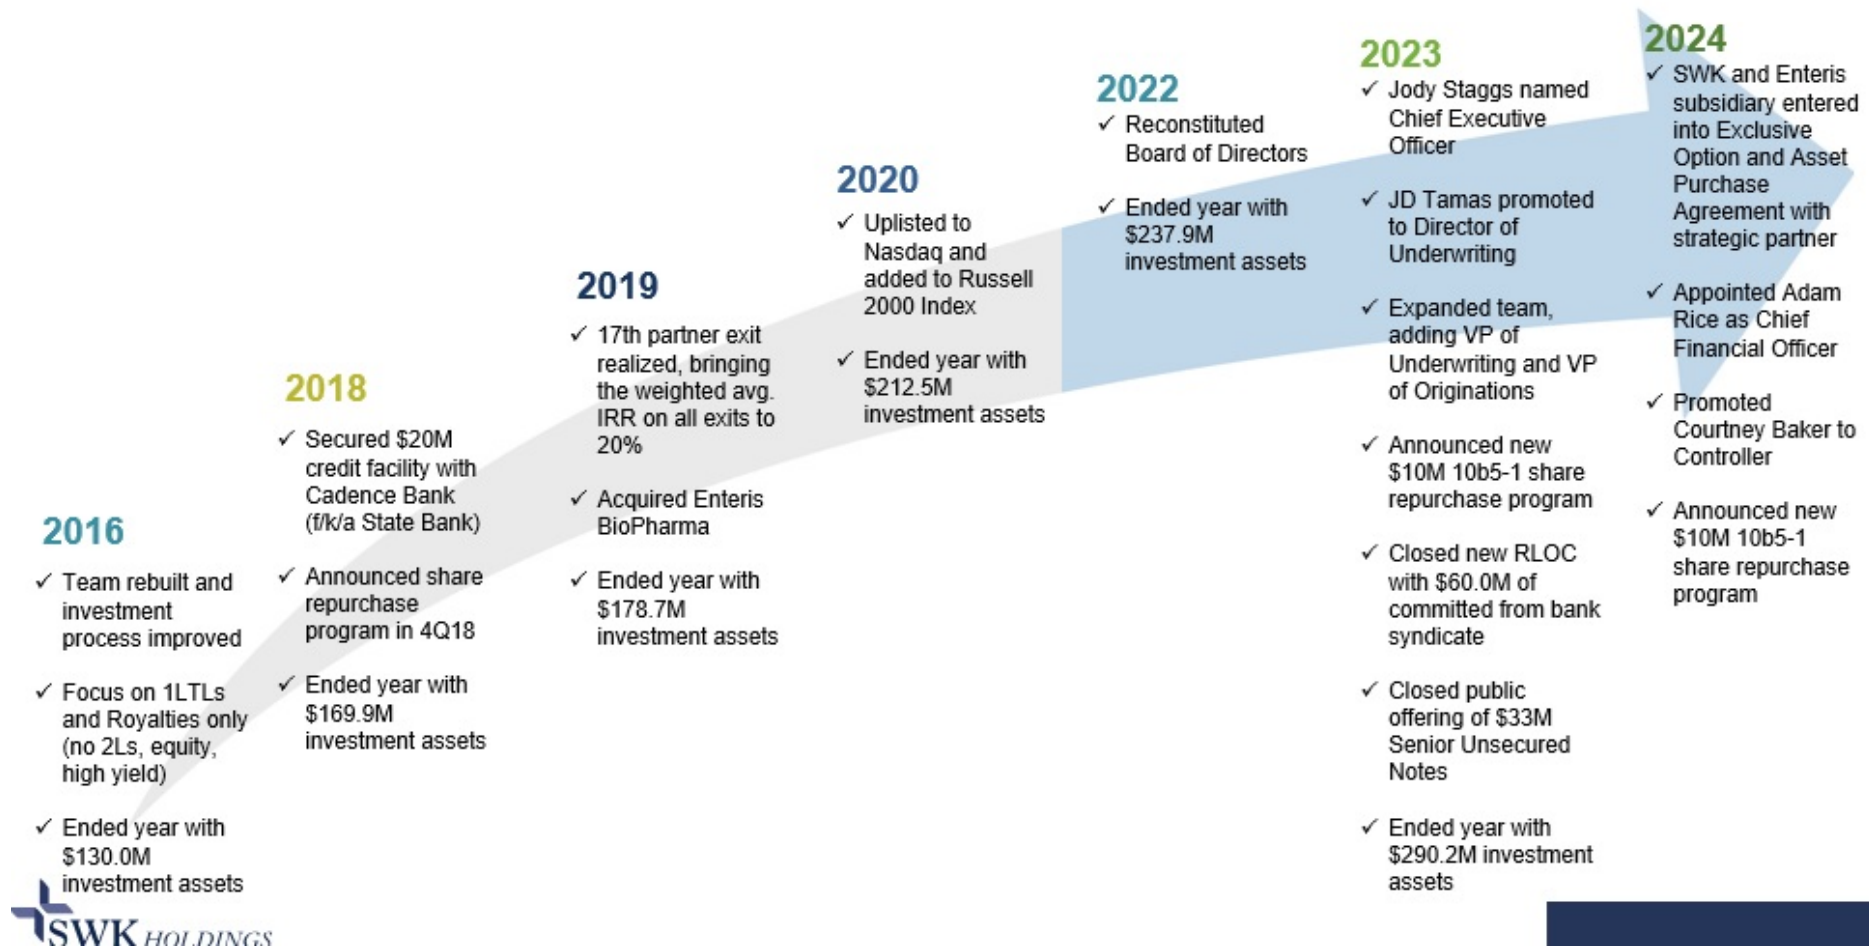 2016
✓ Team rebuilt and
investment
process improved
✓ Focus on 1LTLs
and Royalties only
(no 2Ls, equity,
high yield)
✓ Ended year with
$130.0M
investment assets
2018
✓ Secured $20M
credit facility with
Cadence Bank
(f/k/a State Bank)
✓ Announced share
repurchase
program in 4Q18
✓ Ended year with
$169.9M
investment assets
2019
✓ 17th partner exit
realized, bringing
the weighted avg.
IRR on all exits to
20%
✓ Acquired Enteris
BioPharma
✓ Ended year with
$178.7M
investment assets
2020
✓ Uplisted to
Nasdaq and
added to Russell
2000 Index
✓ Ended year with
$212.5M
investment assets
2022
✓ Reconstituted
Board of Directors
✓ Ended year with
$237.9M
investment assets
2023
✓ Jody Staggs named
Chief Executive
Officer
✓ JD Tamas promoted
to Director of
Underwriting
✓ Expanded team,
adding VP of
Underwriting and VP
of Originations
✓ Announced new
$10M 10b5-1 share
repurchase program
✓ Closed new RLOC
with $60.0M of
committed from bank
syndicate
✓ Closed public
offering of $33M
Senior Unsecured
Notes
✓ Ended year with
$290.2M investment
assets
2024
✓ SWK and Enteris
subsidiary entered
into Exclusive
Option and Asset
Purchase
Agreement with
strategic partner
✓ Appointed Adam
Rice as Chief
Financial Officer
✓ Promoted
Courtney Baker to
Controller
✓ Announced new
$10M 10b5-1
share repurchase
program
SWK HOLDINGS